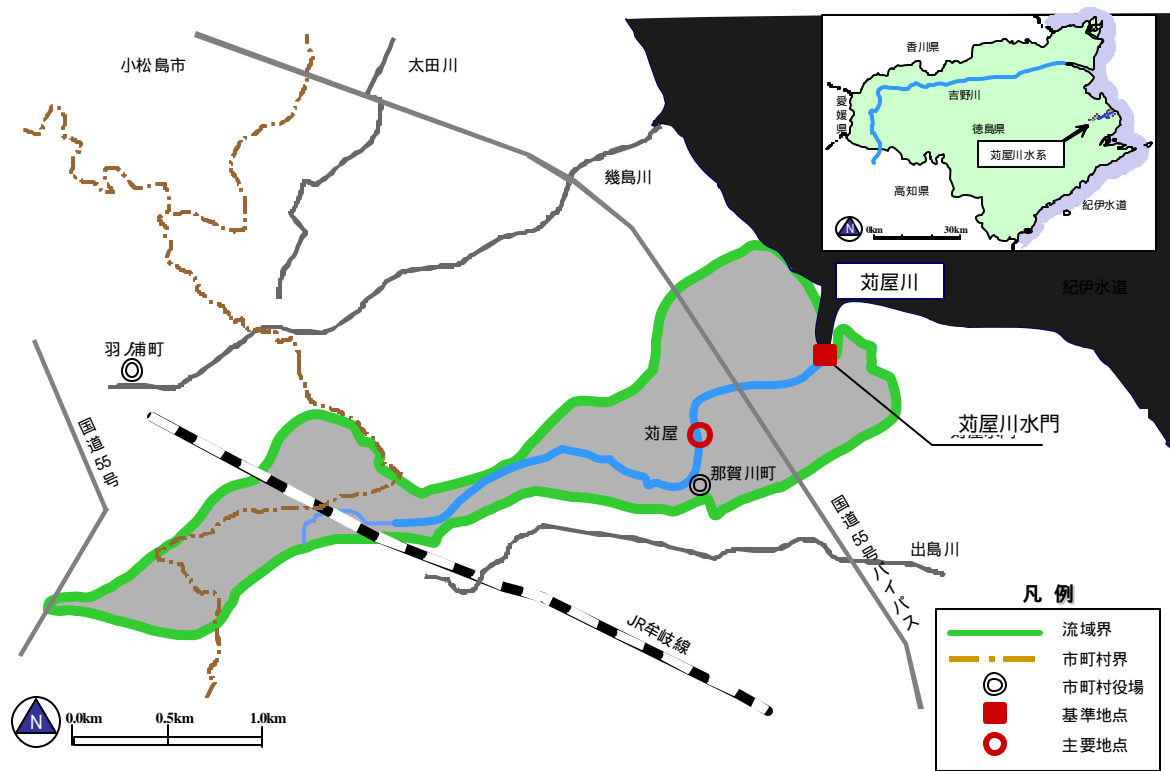 小松島市
太田川
幾島川
香川県
愛媛県
吉野川
徳島県
苅屋川水系
高知県
紀伊水道
N
0km
30km
苅屋川
紀伊水道
羽ノ浦町
国道55号
苅屋
那賀川町
苅屋川水門
国道55号バイパス
出島川
JR牟岐線
凡 例
流域界
市町村界
市町村役場
基準地点
主要地点
N
0.0km
0.5km
1.0km